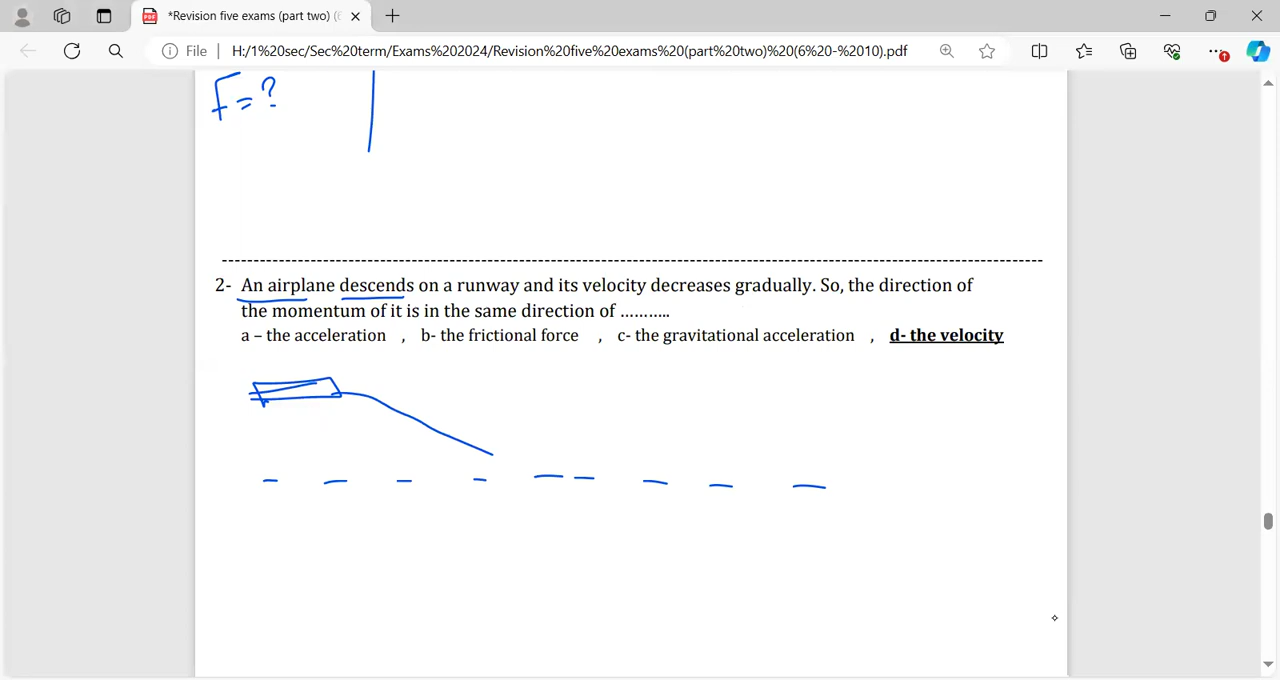 *Revision five exams (part two) (6
File
H:/1%20sec/Sec%20term/Exams%202024/Revision%20five%20exams%20(part%20two)%20(6%20-%2010).pdf
F=?
2- An airplane descends on a runway and its velocity decreases gradually. So, the direction of
the momentum of it is in the same direction of ………..
a – the acceleration , b- the frictional force , c- the gravitational acceleration , d- the velocity